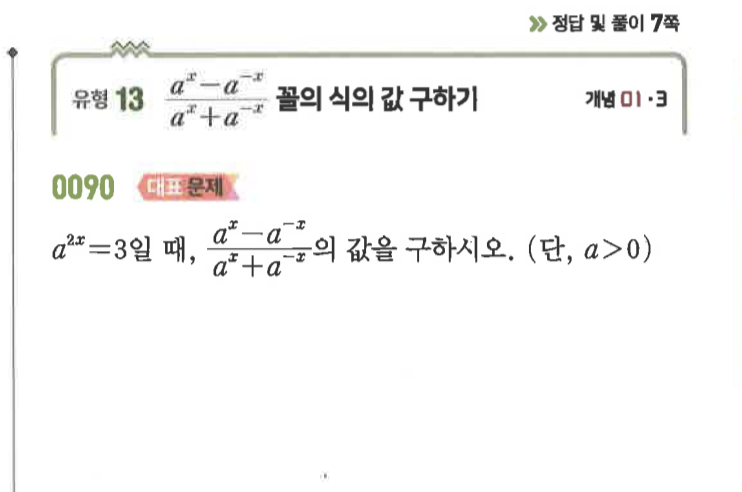 » 정답 및 풀이 7쪽
유형 13 \frac{a^x-a^{-x}}{a^x+a^{-x}} 꼴의 식의 값 구하기 개념 01·3
0090 대표 문제
a^{2x}=3일 때, \frac{a^x-a^{-x}}{a^x+a^{-x}}의 값을 구하시오. (단, a>0)